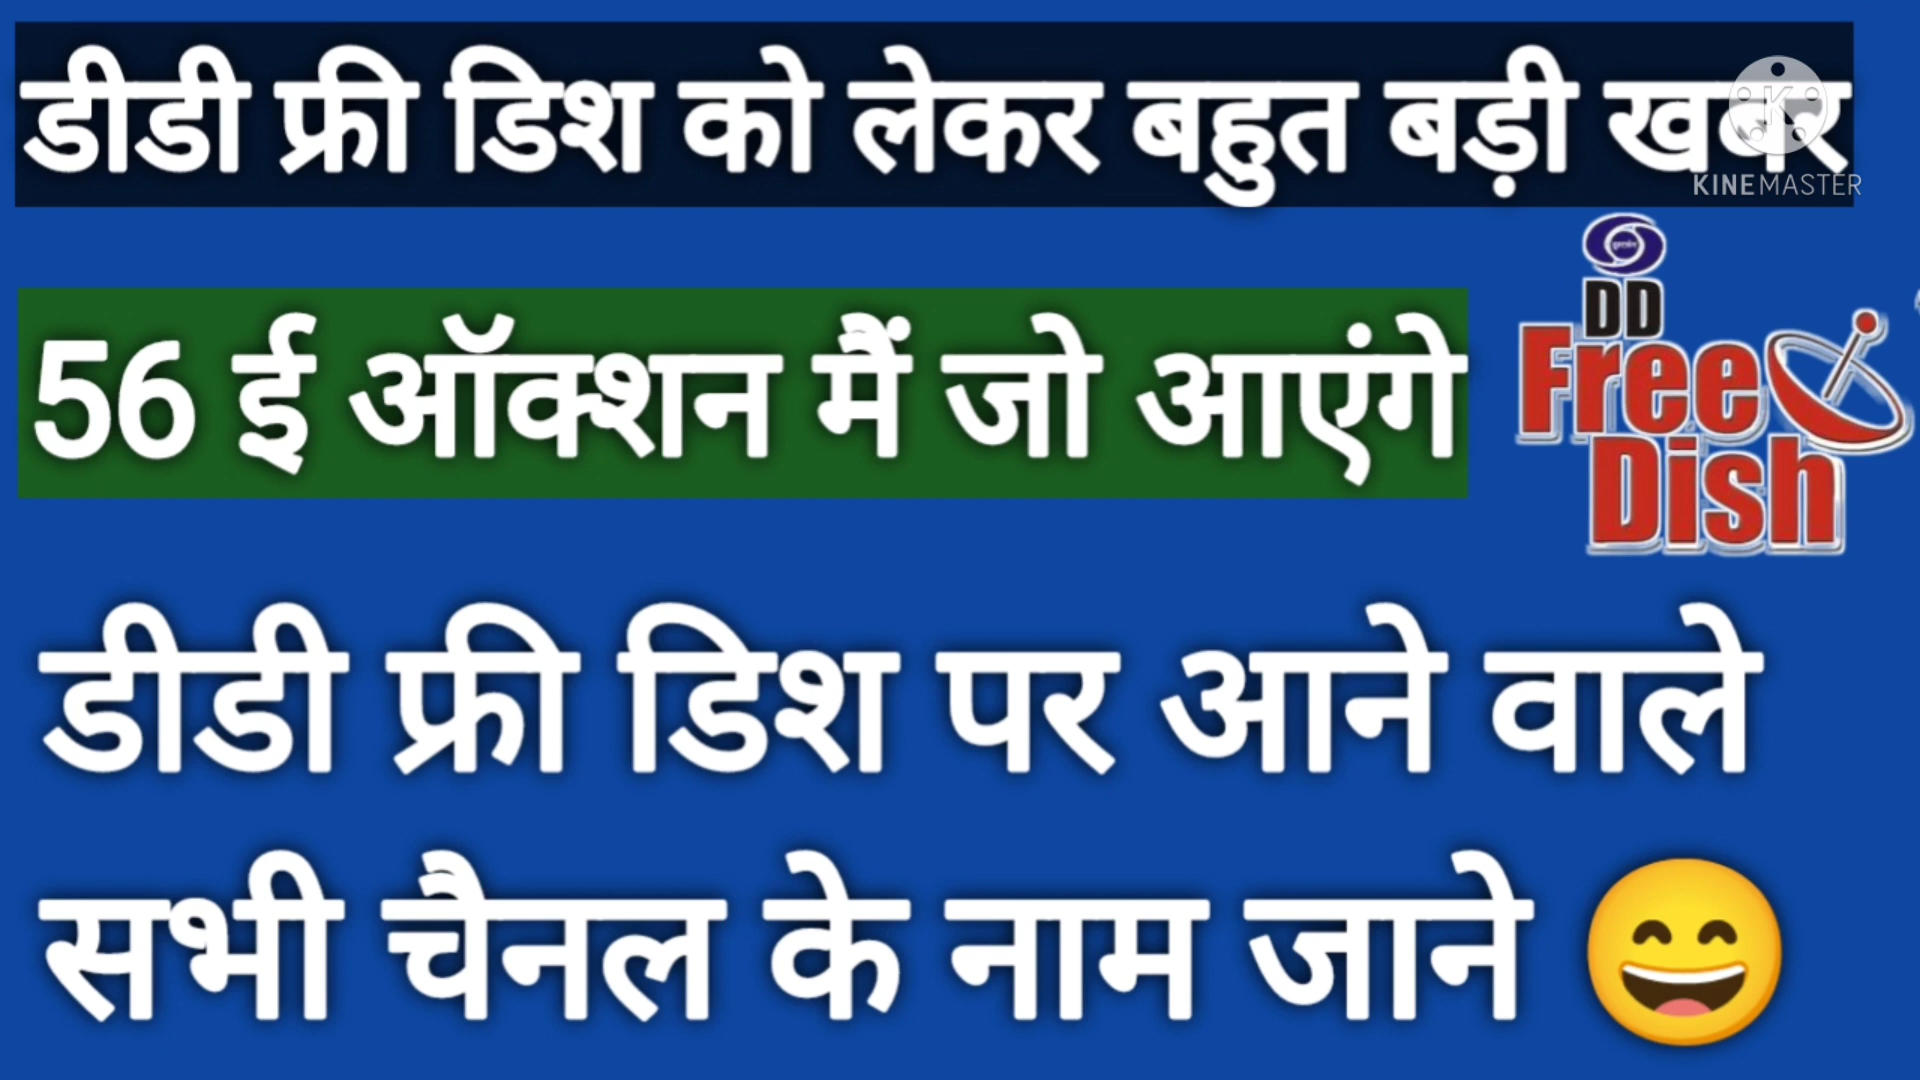 डीडी फ्री डिश को लेकर बहुत बड़ी खबर
KINEMASTER
56 ई ऑक्शन मैं जो आएंगे
DD
Free
Dish
डीडी फ्री डिश पर आने वाले
सभी चैनल के नाम जाने 😄